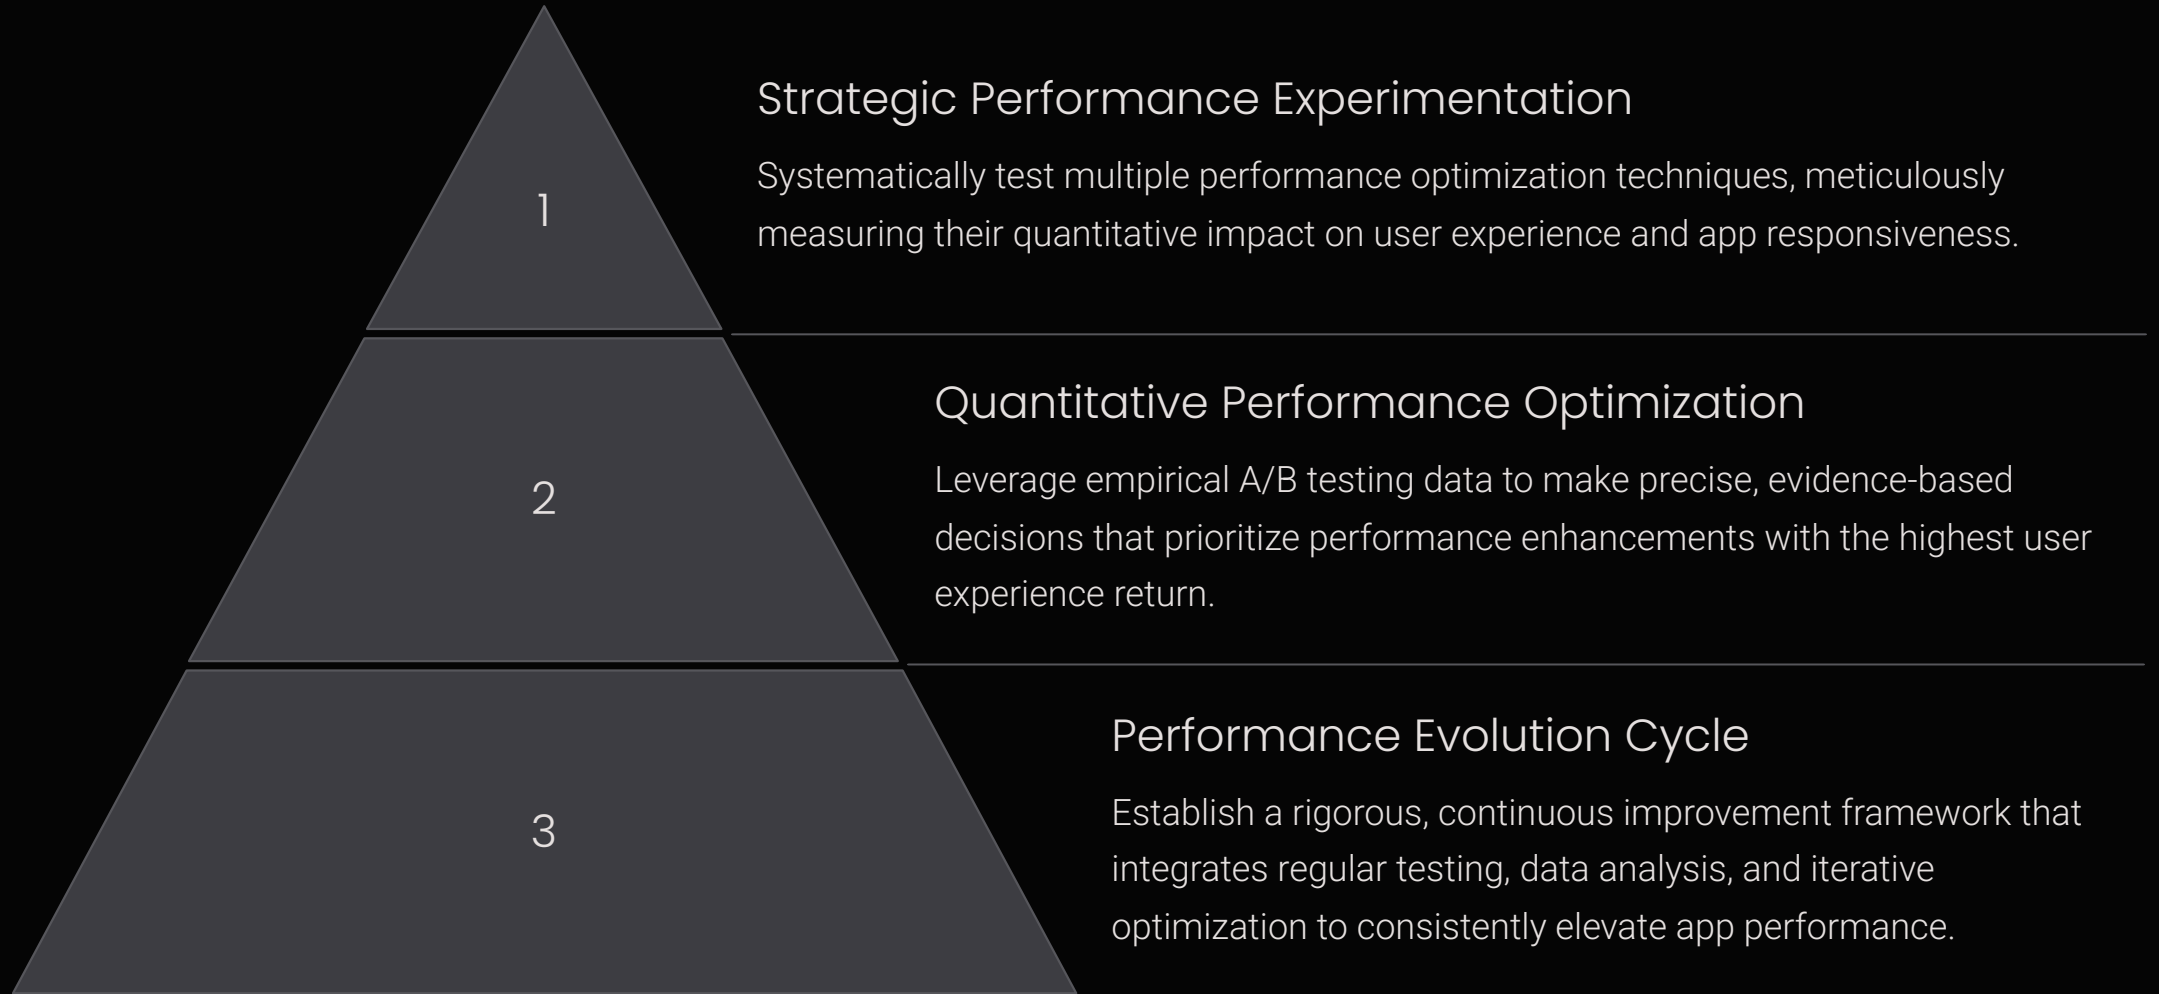 1
Strategic Performance Experimentation
Systematically test multiple performance optimization techniques, meticulously
measuring their quantitative impact on user experience and app responsiveness.
2
Quantitative Performance Optimization
Leverage empirical A/B testing data to make precise, evidence-based
decisions that prioritize performance enhancements with the highest user
experience return.
3
Performance Evolution Cycle
Establish a rigorous, continuous improvement framework that
integrates regular testing, data analysis, and iterative
optimization to consistently elevate app performance.